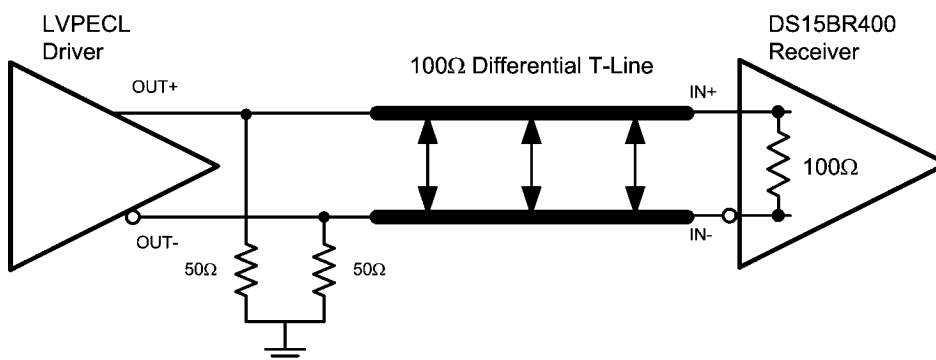 LVPECL
Driver
DS15BR400
Receiver
100Ω Differential T-Line
OUT+
IN+
100Ω
OUT-
IN-
50Ω
50Ω